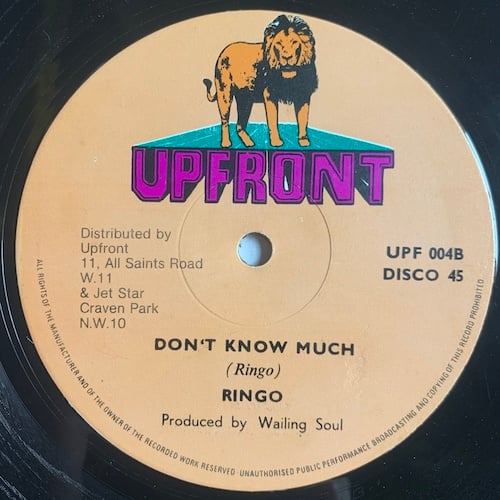 UPFRONT
Distributed by
Upfront
11, All Saints Road
W.11
& Jet Star
Craven Park
N.W.10
UPF 004B
DISCO 45
DON'T KNOW MUCH
(Ringo)
RINGO
Produced by Wailing Soul
ALL RIGHTS OF THE MANUFACTURER AND OF THE OWNER OF THE RECORDED WORK RESERVED · UNAUTHORISED PUBLIC PERFORMANCE BROADCASTING AND COPYING OF THIS RECORD PROHIBITED